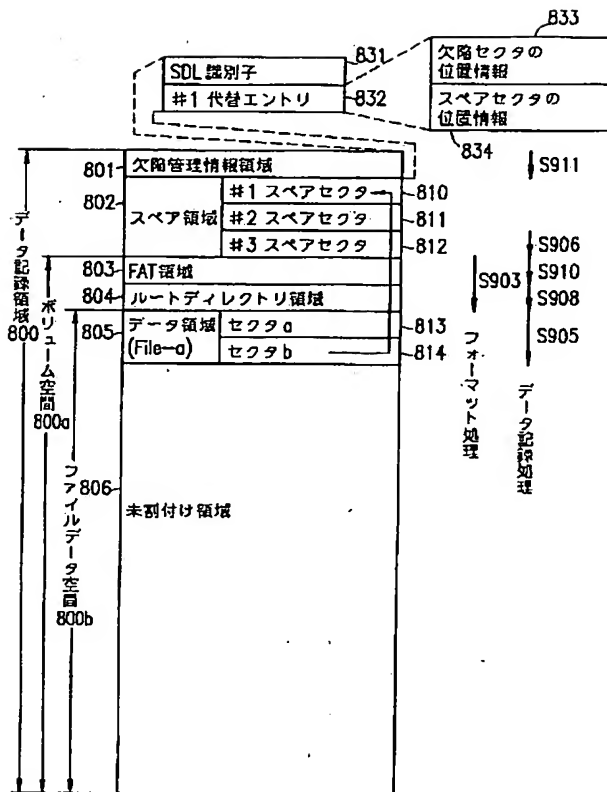 833
831
SDL 識別子
#1 代替エントリ
832
欠陥セクタの
位置情報
スペアセクタの
位置情報
834
801
欠陥管理情報領域
S911
802
スペア領域
#1 スペアセクタ
810
#2 スペアセクタ
811
#3 スペアセクタ
812
S906
803
FAT領域
S903
S910
804
ルートディレクトリ領域
S908
805
データ領域
(File-a)
セクタa
813
セクタb
814
S905
フォーマット処理
データ記録処理
データ記録領域
800
ボリューム空間
800a
ファイルデータ空間
800b
806
未割付け領域